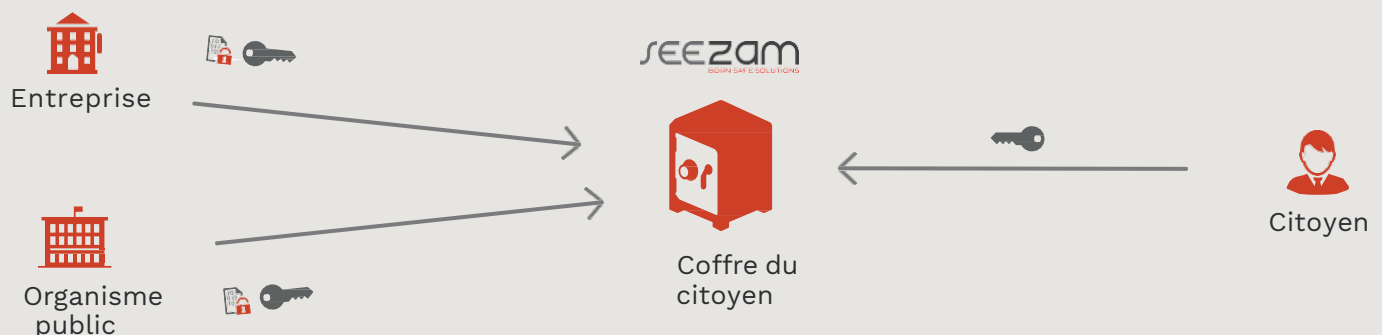 Entreprise
SEEZam
Citoyen
Coffre du
citoyen
Organisme
public